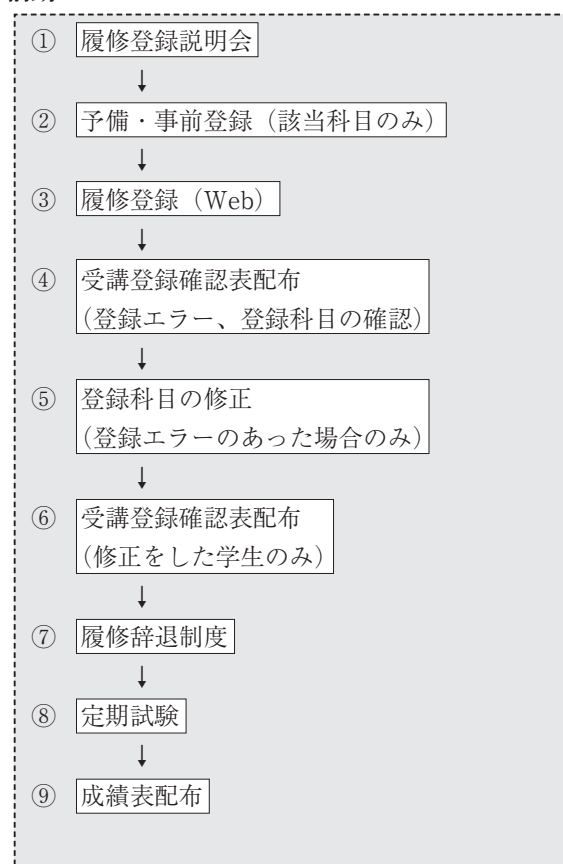 ① 履修登録説明会
↓
② 予備・事前登録（該当科目のみ）
↓
③ 履修登録（Web）
↓
④ 受講登録確認表配布
（登録エラー、登録科目の確認）
↓
⑤ 登録科目の修正
（登録エラーのあった場合のみ）
↓
⑥ 受講登録確認表配布
（修正をした学生のみ）
↓
⑦ 履修辞退制度
↓
⑧ 定期試験
↓
⑨ 成績表配布